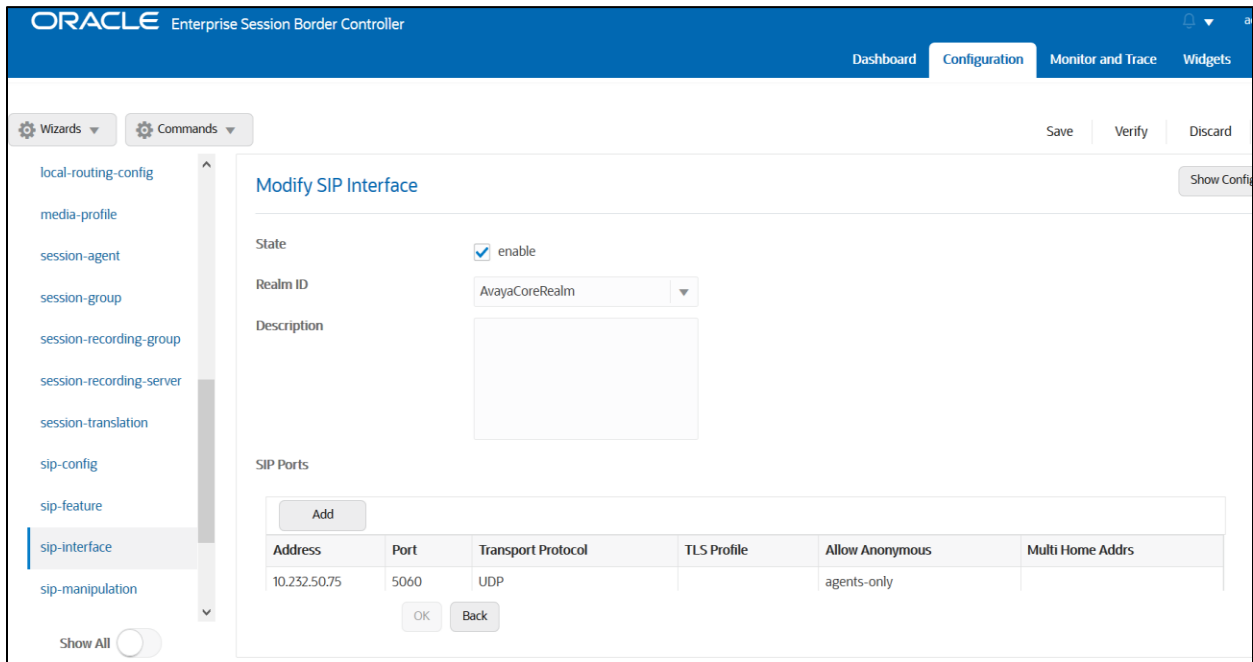 ORACLE Enterprise Session Border Controller
Dashboard Configuration Monitor and Trace Widgets
Wizards Commands Save Verify Discard
local-routing-config
media-profile
session-agent
session-group
session-recording-group
session-recording-server
session-translation
sip-config
sip-feature
sip-interface
sip-manipulation
Show All
Modify SIP Interface
Show Config
State
enable
Realm ID
AvayaCoreRealm
Description
SIP Ports
Add
Address Port Transport Protocol TLS Profile Allow Anonymous Multi Home Addrs
10.232.50.75 5060 UDP agents-only
OK Back